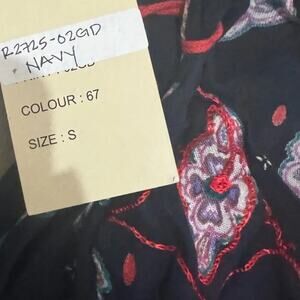 R2725-02GD
NAVY
COLOUR : 67
SIZE : S